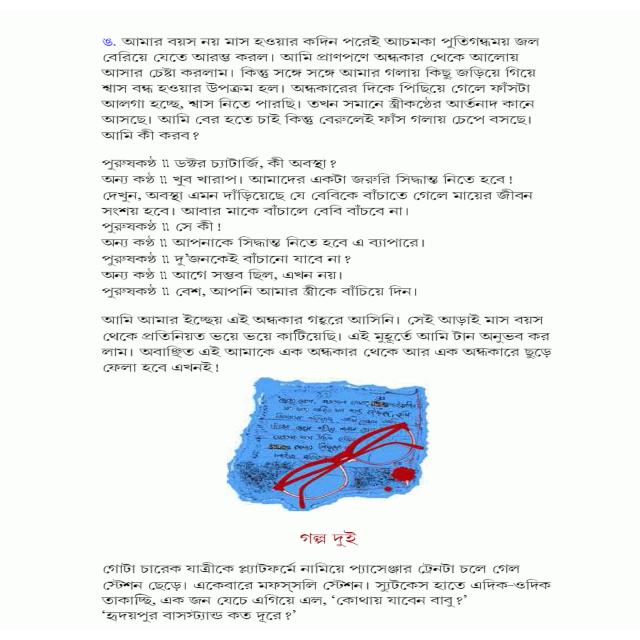 ঙ. আমার বয়স নয় মাস হওয়ার কদিন পরেই আচমকা পুতিগন্ধময় জল
বেরিয়ে যেতে আরম্ভ করল। আমি প্রাণপণে অন্ধকার থেকে আলোয়
আসার চেষ্টা করলাম। কিন্তু সঙ্গে সঙ্গে আমার গলায় কিছু জড়িয়ে গিয়ে
শ্বাস বন্ধ হওয়ার উপক্রম হল। অন্ধকারের দিকে পিছিয়ে গেলে ফাঁসটা
আলগা হচ্ছে, শ্বাস নিতে পারছি। তখন সমানে স্ত্রীকণ্ঠের আর্তনাদ কানে
আসছে। আমি বের হতে চাই কিন্তু বেরুলেই ফাঁস গলায় চেপে বসছে।
আমি কী করব?
পুরুষকণ্ঠ ॥ ডক্টর চ্যাটার্জি, কী অবস্থা?
অন্য কণ্ঠ ॥ খুব খারাপ। আমাদের একটা জরুরি সিদ্ধান্ত নিতে হবে!
দেখুন, অবস্থা এমন দাঁড়িয়েছে যে বেবিকে বাঁচাতে গেলে মায়ের জীবন
সংশয় হবে। আবার মাকে বাঁচালে বেবি বাঁচবে না।
পুরুষকণ্ঠ ॥ সে কী!
অন্য কণ্ঠ ॥ আপনাকে সিদ্ধান্ত নিতে হবে এ ব্যাপারে।
পুরুষকণ্ঠ ॥ দু'জনকেই বাঁচানো যাবে না?
অন্য কণ্ঠ ॥ আগে সম্ভব ছিল, এখন নয়।
পুরুষকণ্ঠ ॥ বেশ, আপনি আমার স্ত্রীকে বাঁচিয়ে দিন।
আমি আমার ইচ্ছেয় এই অন্ধকার গহ্বরে আসিনি। সেই আড়াই মাস বয়স
থেকে প্রতিনিয়ত ভয়ে ভয়ে কাটিয়েছি। এই মুহূর্তে আমি টান অনুভব কর
লাম। অবাঞ্ছিত এই আমাকে এক অন্ধকার থেকে আর এক অন্ধকারে ছুড়ে
ফেলা হবে এখনই!
গল্প দুই
গোটা চারেক যাত্রীকে প্ল্যাটফর্মে নামিয়ে প্যাসেঞ্জার ট্রেনটা চলে গেল
স্টেশন ছেড়ে। একেবারে মফস্সলি স্টেশন। স্যুটকেস হাতে এদিক-ওদিক
তাকাচ্ছি, এক জন যেচে এগিয়ে এল, ‘কোথায় যাবেন বাবু?’
‘হৃদয়পুর বাসস্ট্যান্ড কত দূরে?’